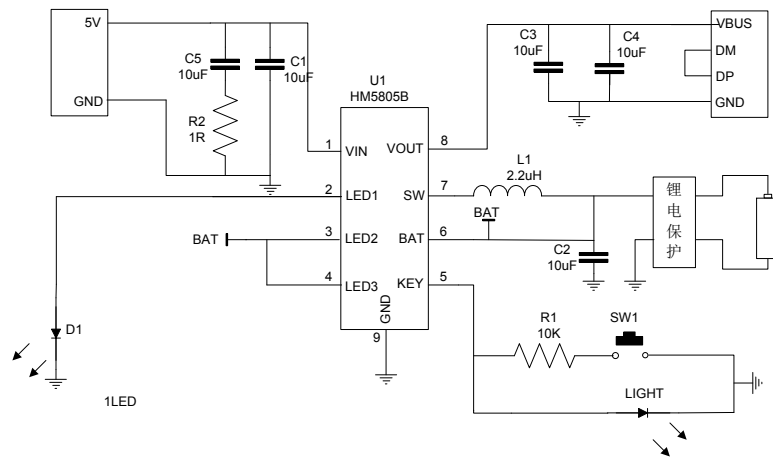 5V
GND
C5
10uF
C1
10uF
R2
1R
U1
HM5805B
1
VIN
2
LED1
3
LED2
4
LED3
GND
9
VOUT
8
SW
7
BAT
6
KEY
5
C3
10uF
C4
10uF
VBUS
DM
DP
GND
L1
2.2uH
BAT
C2
10uF
锂电保护
BAT
D1
1LED
R1
10K
SW1
LIGHT